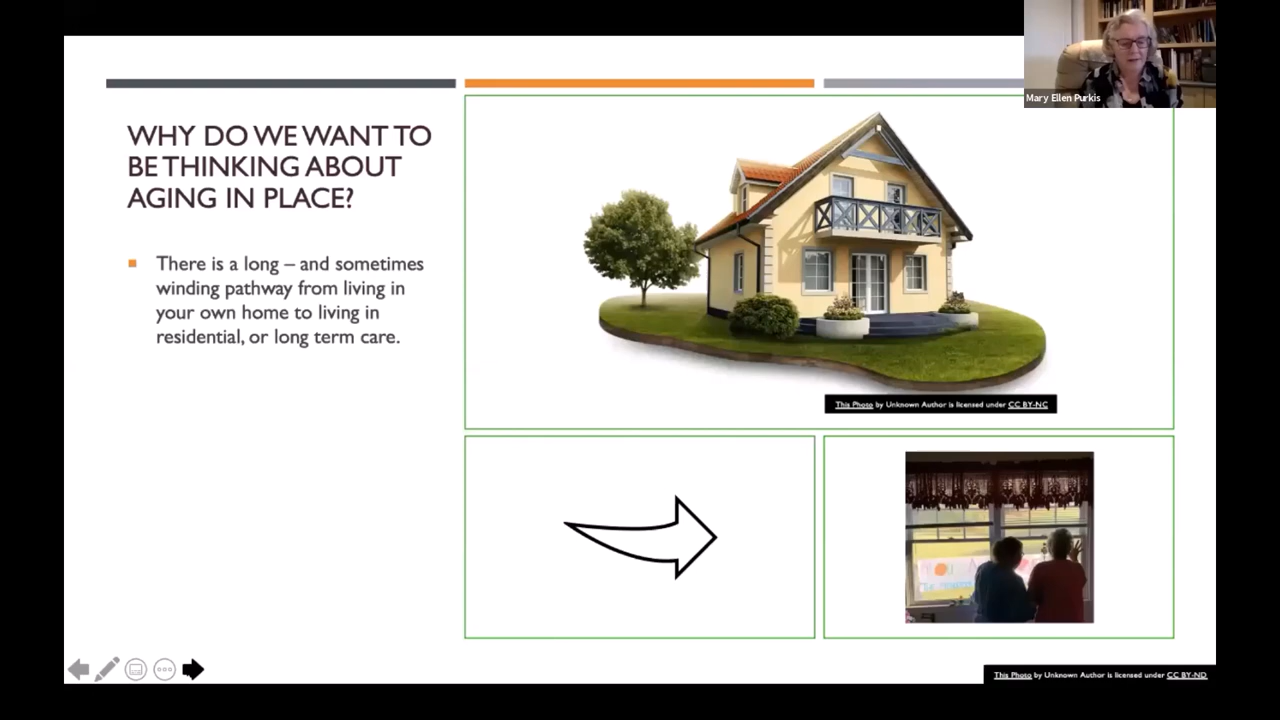 Mary Ellen Purkis
WHY DO WE WANT TO
BE THINKING ABOUT
AGING IN PLACE?
There is a long – and sometimes
winding pathway from living in
your own home to living in
residential, or long term care.
This Photo by Unknown Author is licensed under CC BY-NC
YOU A
This Photo by Unknown Author is licensed under CC BY-ND